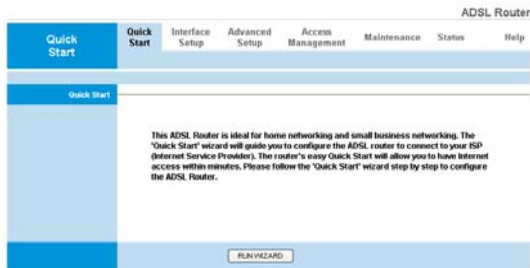 ADSL Router
Quick Start
Quick Start
Interface Setup
Advanced Setup
Access Management
Maintenance
Status
Help
Quick Start
This ADSL Router is ideal for home networking and small business networking. The
'Quick Start' wizard will guide you to configure the ADSL router to connect to your ISP
(Internet Service Provider). The router's easy Quick Start will allow you to have Internet
access within minutes. Please follow the 'Quick Start' wizard step by step to configure
the ADSL Router.
RUN WIZARD